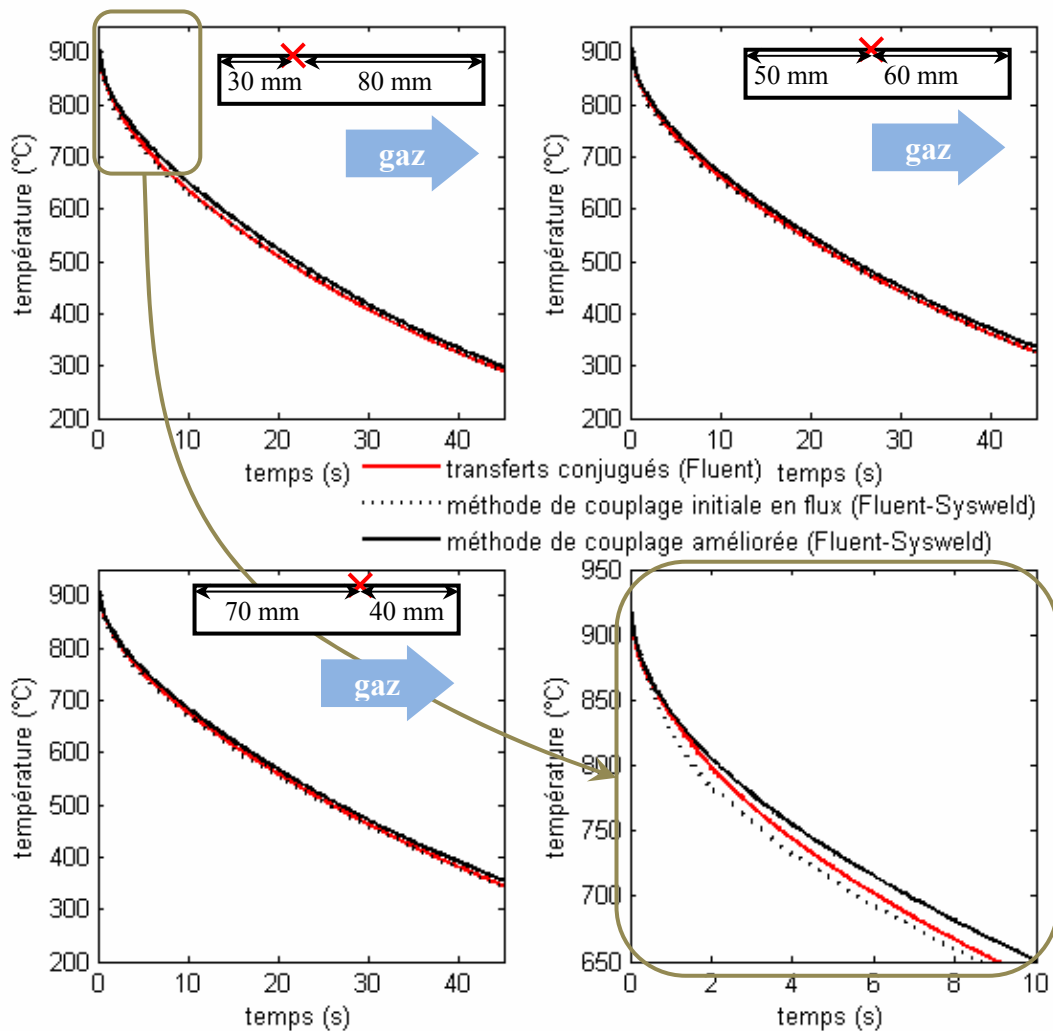 900
800
700
600
500
400
300
200
température (°C)
0 10 20 30 40
temps (s)
30 mm 80 mm
gaz
900
800
700
600
500
400
300
200
température (°C)
0 10 20 30 40
temps (s)
50 mm 60 mm
gaz
transferts conjugués (Fluent)
méthode de couplage initiale en flux (Fluent-Sysweld)
méthode de couplage améliorée (Fluent-Sysweld)
900
800
700
600
500
400
300
200
température (°C)
0 10 20 30 40
temps (s)
70 mm 40 mm
gaz
950
900
850
800
750
700
650
température (°C)
0 2 4 6 8 10
temps (s)